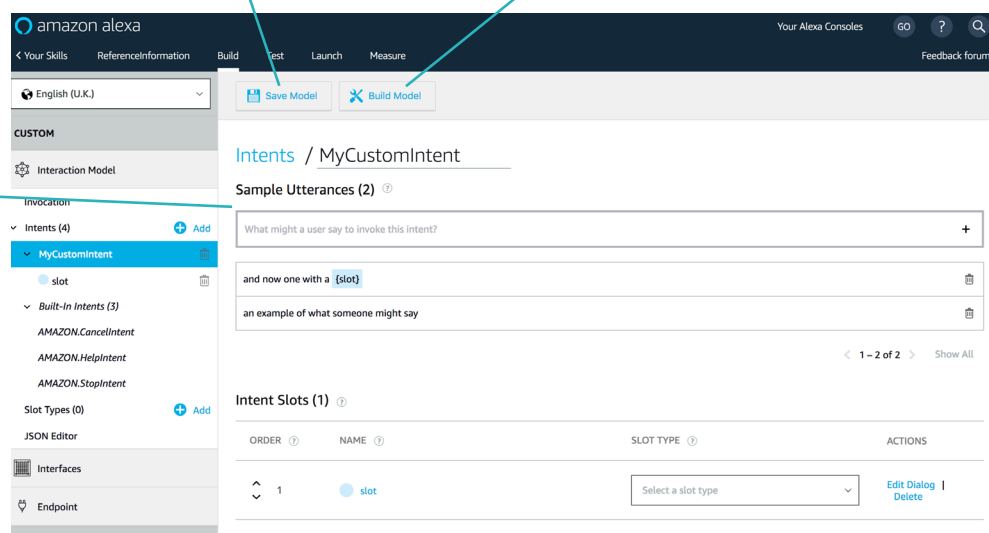 amazon alexa
Your Alexa Consoles GO ?
< Your Skills ReferenceInformation Build Test Launch Measure Feedback forum
English (U.K.)
Save Model Build Model
CUSTOM
Interaction Model
Intents / MyCustomIntent
Sample Utterances (2) ?
Invocation
Intents (4) Add
What might a user say to invoke this intent? +
MyCustomIntent
slot
and now one with a {slot}
Built-In Intents (3)
an example of what someone might say
AMAZON.CancelIntent
AMAZON.HelpIntent
< 1 – 2 of 2 > Show All
AMAZON.StopIntent
Slot Types (0) Add
Intent Slots (1) ?
JSON Editor
ORDER ? NAME ? SLOT TYPE ? ACTIONS
Interfaces
1 slot Select a slot type Edit Dialog |
Delete
Endpoint